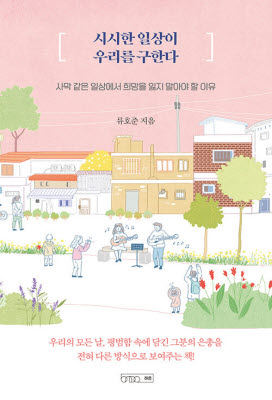 시시한 일상이
우리를 구한다
사막 같은 일상에서 희망을 잃지 말아야 할 이유
류호준 지음
우리의 모든 날, 평범함 속에 담긴 그분의 은총을
전혀 다른 방식으로 보여주는 책!